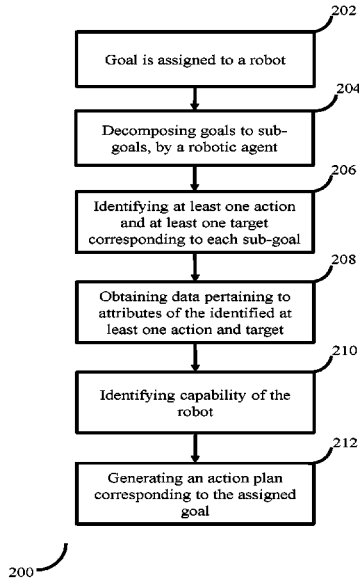 202
Goal is assigned to a robot
204
Decomposing goals to sub-
goals, by a robotic agent
206
Identifying at least one action
and at least one target
corresponding to each sub-goal
208
Obtaining data pertaining to
attributes of the identified at
least one action and target
210
Identifying capability of the
robot
212
Generating an action plan
corresponding to the assigned
goal
200